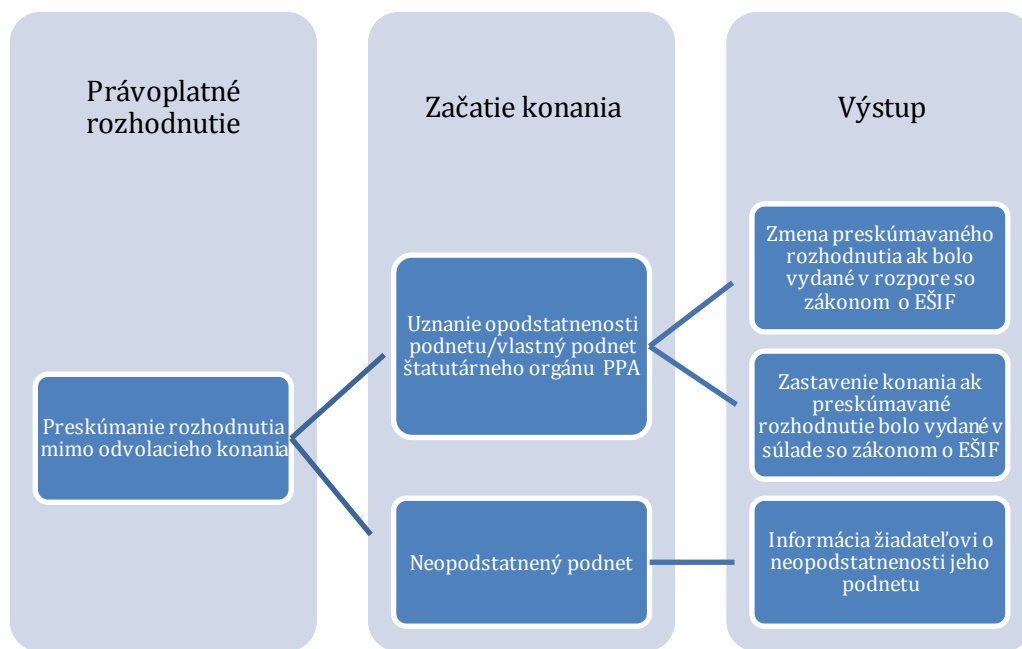 Právoplatné
rozhodnutie
Začatie konania
Výstup
Preskúmanie rozhodnutia
mimo odvolacieho konania
Uznanie opodstatnenosti
podnetu/vlastný podnet
štatutárneho orgánu PPA
Neopodstatnený podnet
Zmena preskúmavaného
rozhodnutia ak bolo
vydané v rozpore so
zákonom o EŠIF
Zastavenie konania ak
preskúmavané
rozhodnutie bolo vydané v
súlade so zákonom o EŠIF
Informácia žiadateľovi o
neopodstatnenosti jeho
podnetu